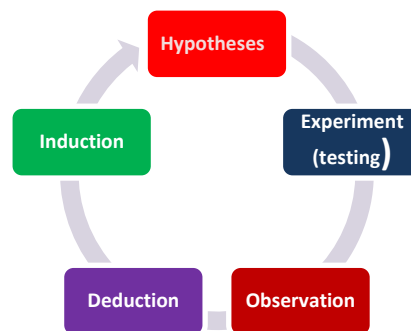 Hypotheses
Experiment
(testing)
Observation
Deduction
Induction